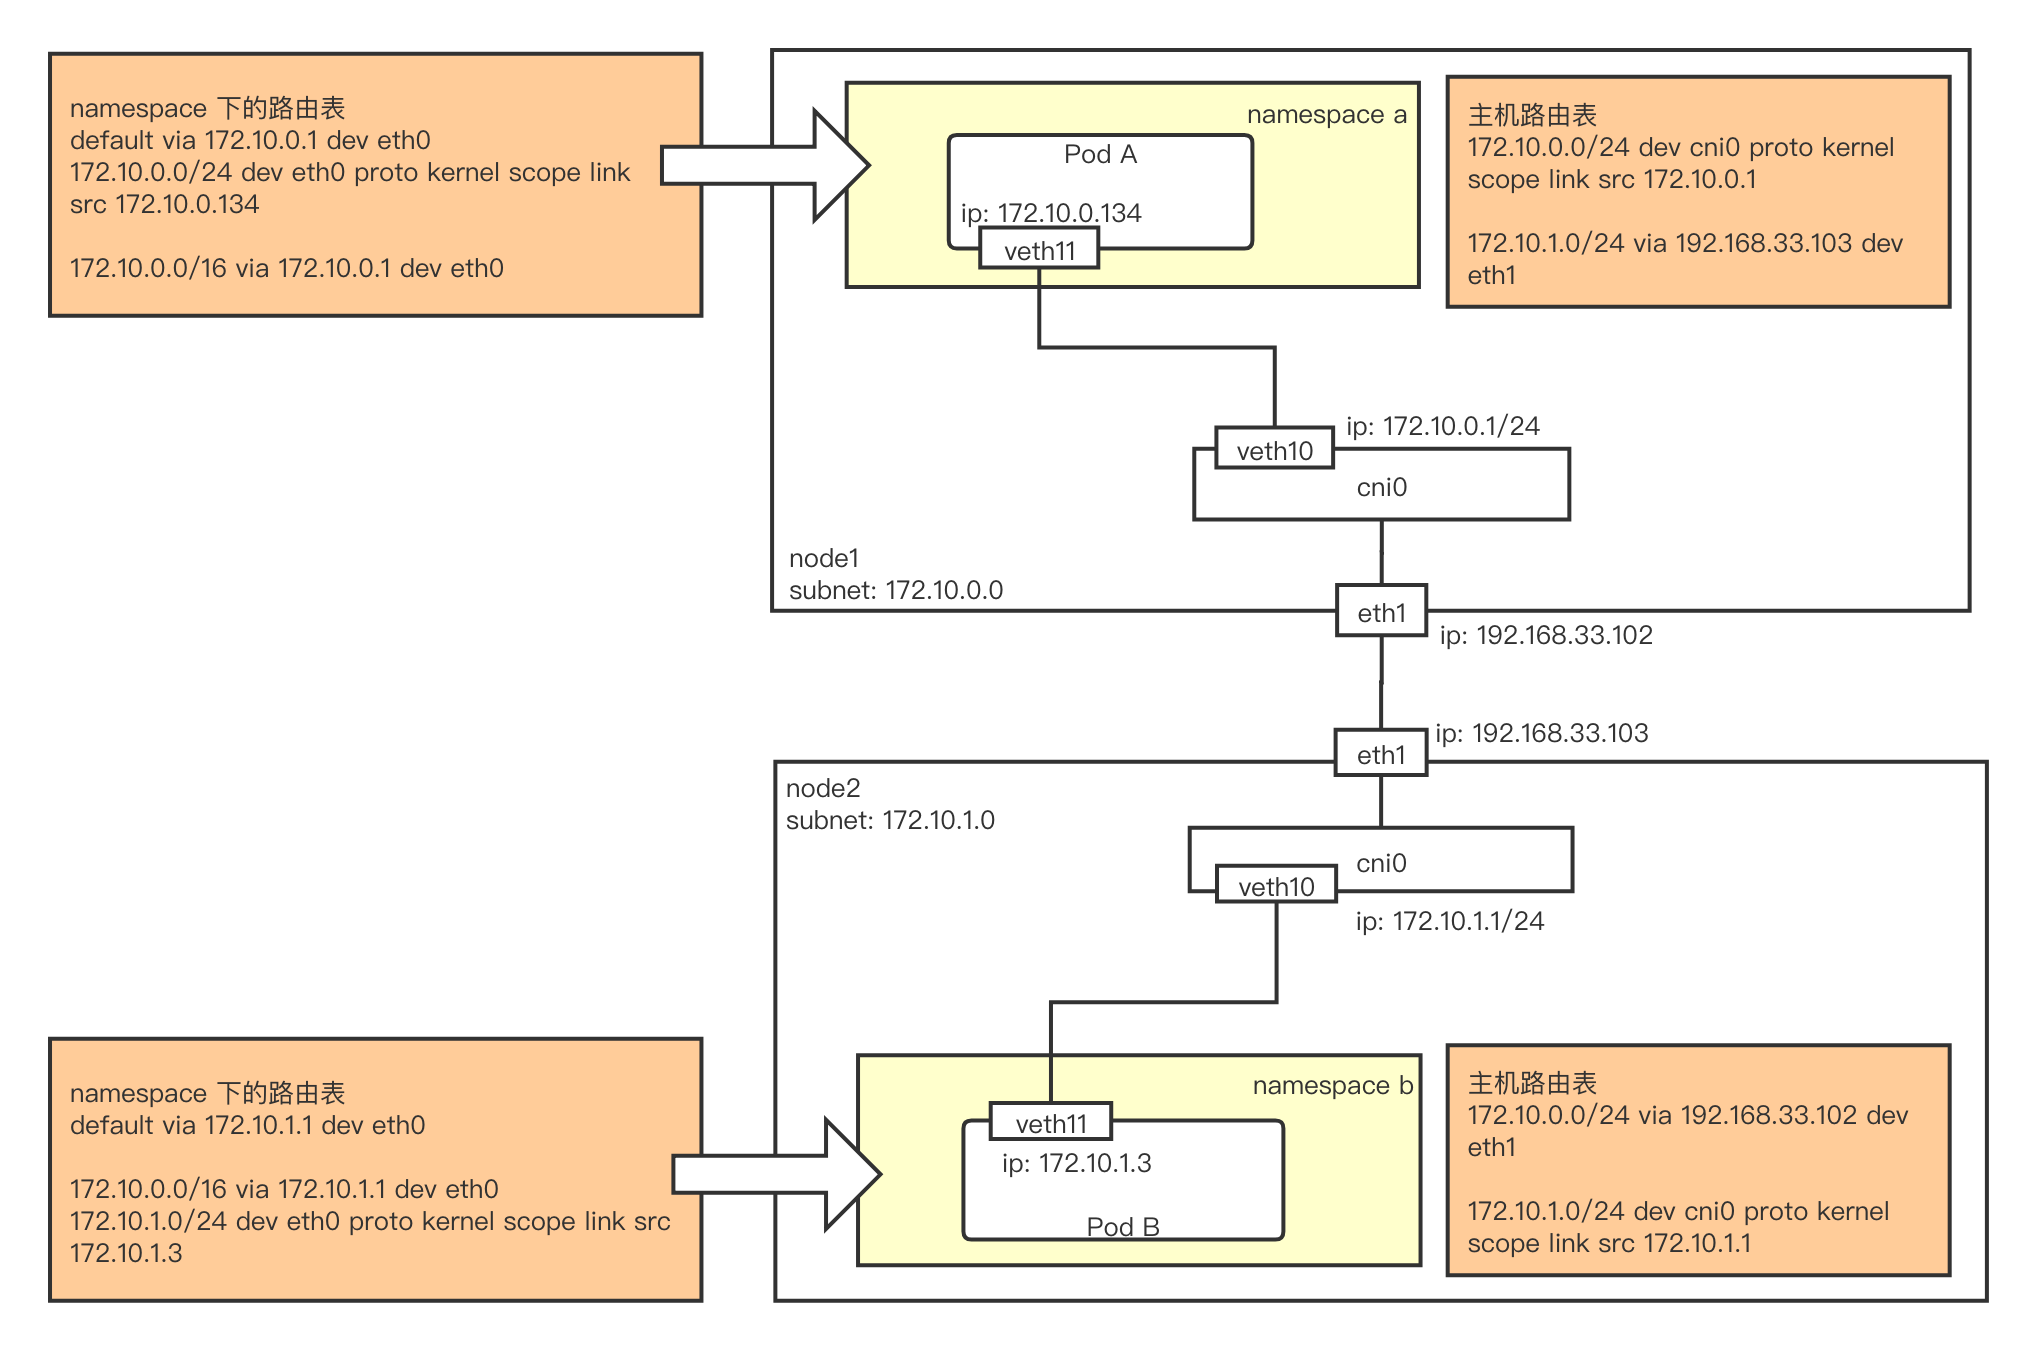 namespace 下的路由表
default via 172.10.0.1 dev eth0
172.10.0.0/24 dev eth0 proto kernel scope link
src 172.10.0.134
172.10.0.0/16 via 172.10.0.1 dev eth0
namespace a
Pod A
ip: 172.10.0.134
veth11
主机路由表
172.10.0.0/24 dev cni0 proto kernel
scope link src 172.10.0.1
172.10.1.0/24 via 192.168.33.103 dev
eth1
ip: 172.10.0.1/24
veth10
cni0
node1
subnet: 172.10.0.0
eth1
ip: 192.168.33.102
ip: 192.168.33.103
eth1
node2
subnet: 172.10.1.0
cni0
veth10
ip: 172.10.1.1/24
namespace 下的路由表
default via 172.10.1.1 dev eth0
172.10.0.0/16 via 172.10.1.1 dev eth0
172.10.1.0/24 dev eth0 proto kernel scope link src
172.10.1.3
namespace b
veth11
ip: 172.10.1.3
Pod B
主机路由表
172.10.0.0/24 via 192.168.33.102 dev
eth1
172.10.1.0/24 dev cni0 proto kernel
scope link src 172.10.1.1